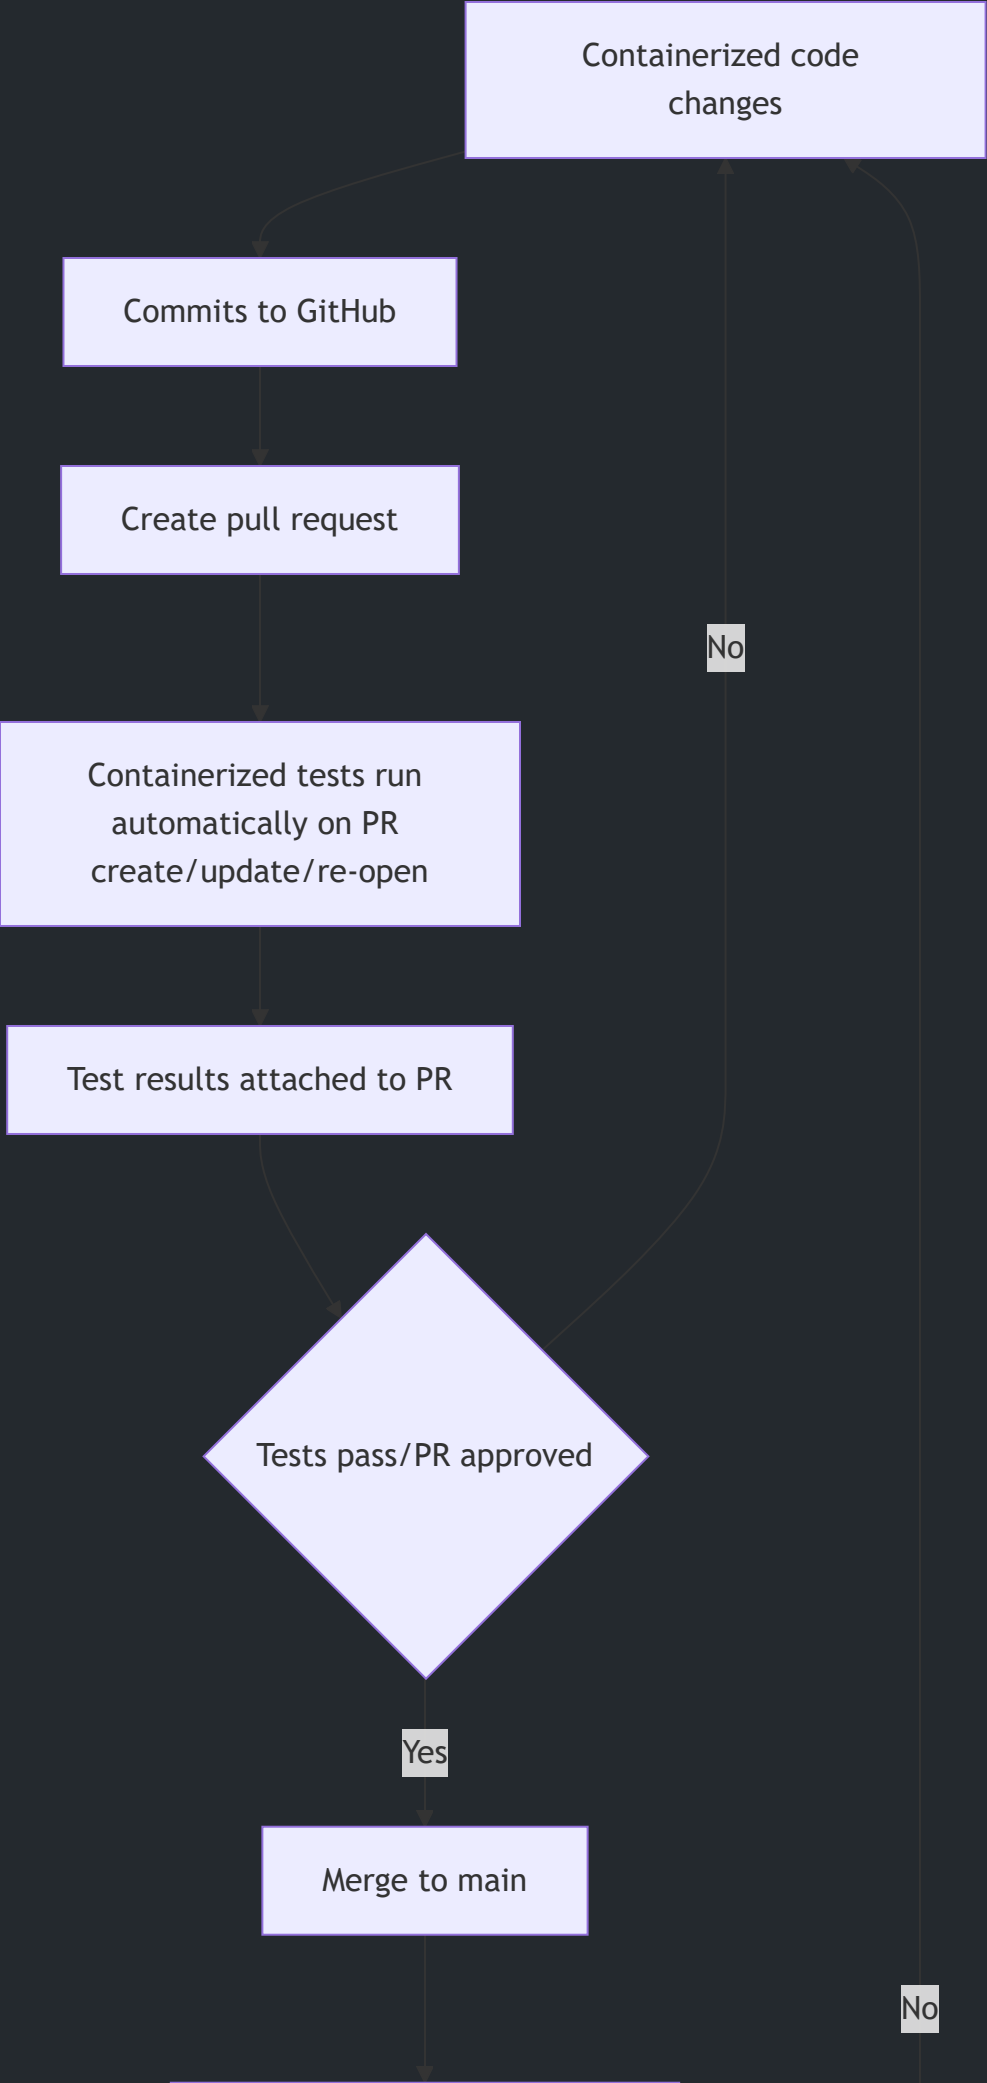 Containerized code
changes
Commits to GitHub
Create pull request
No
Containerized tests run
automatically on PR
create/update/re-open
Test results attached to PR
Tests pass/PR approved
Yes
Merge to main
No